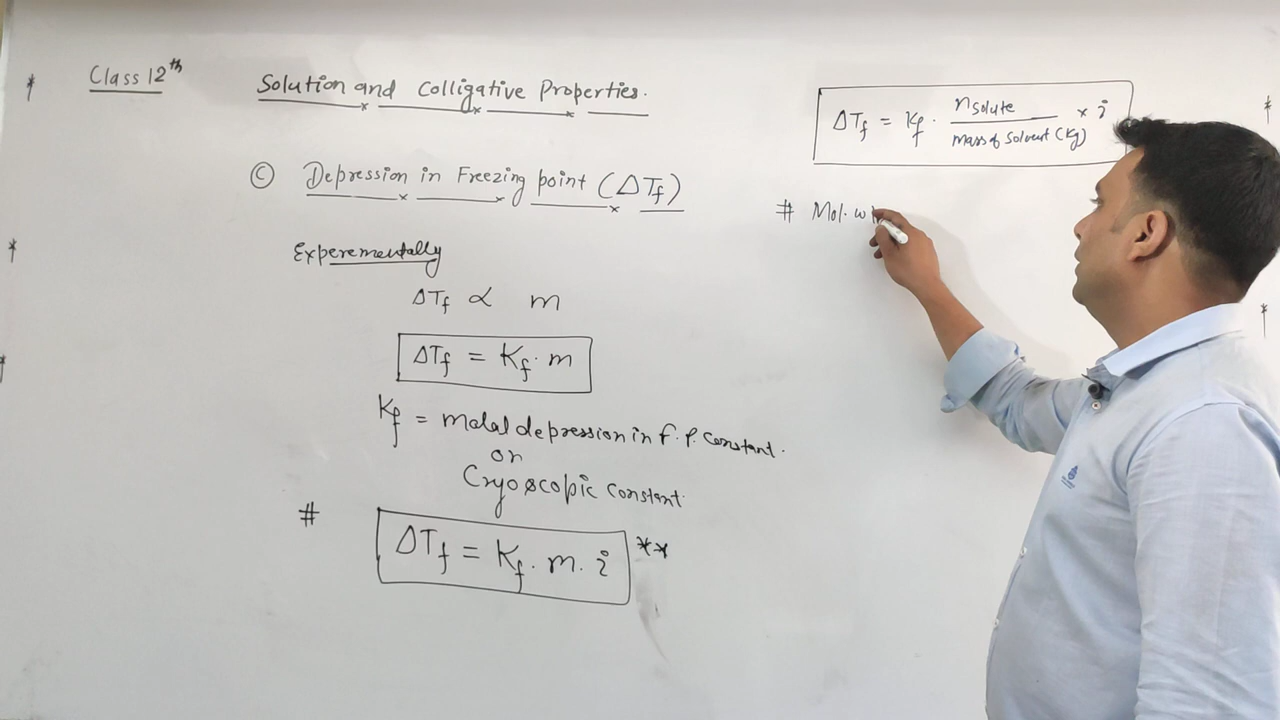 Class 12th
Solution and Colligative Properties.
© Depression in Freezing point (ΔTf)
Experementally
ΔTf ∝ m
ΔTf = Kf. m
Kf = molal depression in f. p. constant.
or
Cryoscopic constant.
# ΔTf = Kf. m. i **
ΔTf = Kf. n solute / mass of solvent (Kg) × i
# Mol. w